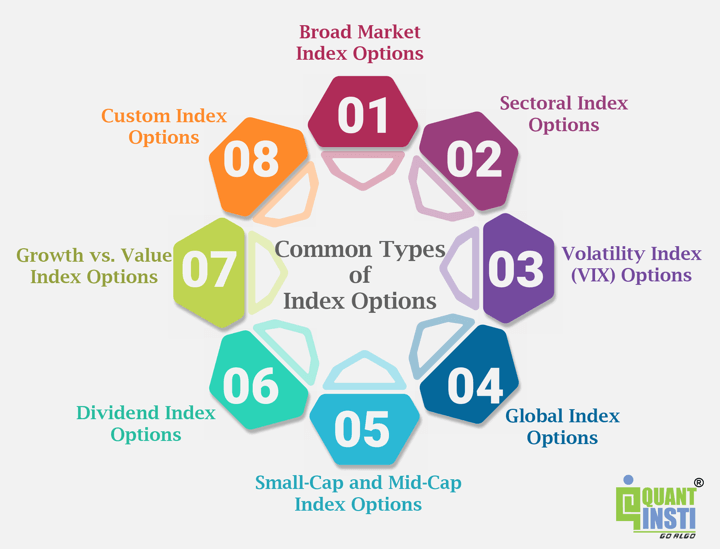 Broad Market
Index Options
01
Sectoral Index
Options
02
Volatility Index
(VIX) Options
03
Global Index
Options
04
Small-Cap and Mid-Cap
Index Options
05
Dividend Index
Options
06
Growth vs. Value
Index Options
07
Custom Index
Options
08
Common Types
of
Index Options
QUANT®
INSTI
GO ALGO